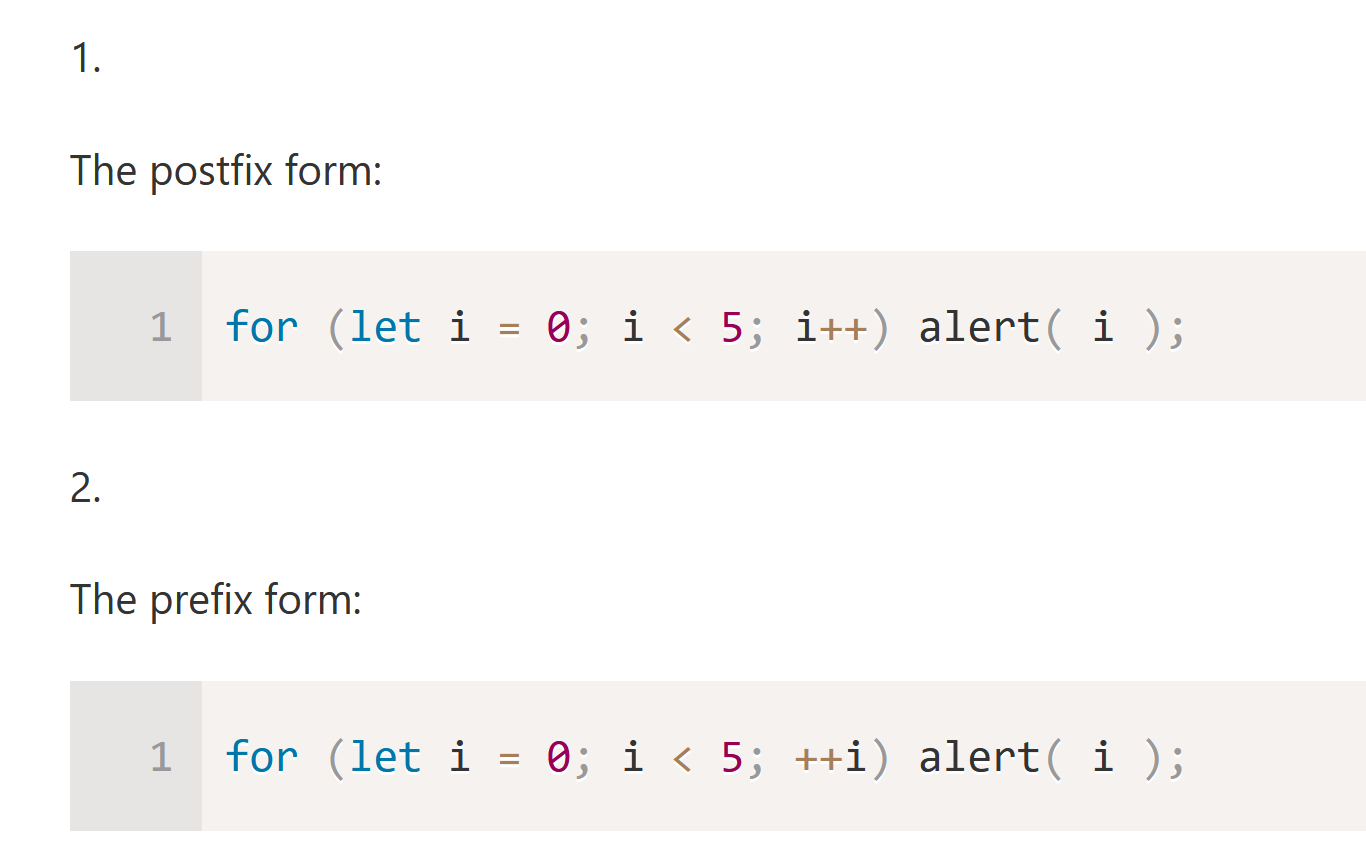 1.
The postfix form:
1 for (let i = 0; i < 5; i++) alert( i );
2.
The prefix form:
1 for (let i = 0; i < 5; ++i) alert( i );